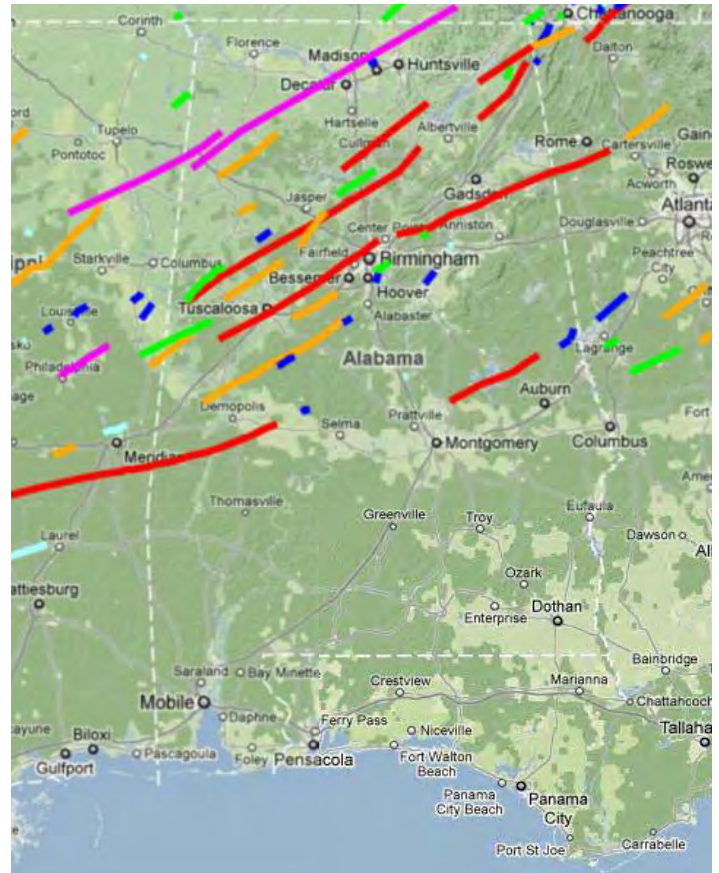 Corinth
Chattanooga
Florence
Madison
Huntsville
Dalton
Decatur
Hartselle
Tupelo
Albertville
Cullman
Rome
Cartersville
Pontotoc
Roswe
Acworth
Jasper
Gadsden
Atlanta
Center Point
Anniston
Douglasville
Fairfield
Birmingham
Peachtree
City
Starkville
Columbus
Bessemer
Hoover
Tuscaloosa
Alabaster
Lagrange
Alabama
Philadelphia
Auburn
Demopolis
Prattville
Fort
Selma
Meridian
Montgomery
Columbus
Thomasville
Greenville
Troy
Eufaula
Dawson
Laurel
Ozark
attiesburg
Enterprise
Dothan
Bainbridge
Saraland
Bay Minette
Crestview
Marianna
Mobile
Chattahooch
Daphne
Ferry Pass
Niceville
Tallaha
Biloxi
Gulfport
Pascagoula
Foley
Pensacola
Fort Walton
Beach
Panama
City Beach
Panama
City
Port St Joe
Carrabelle